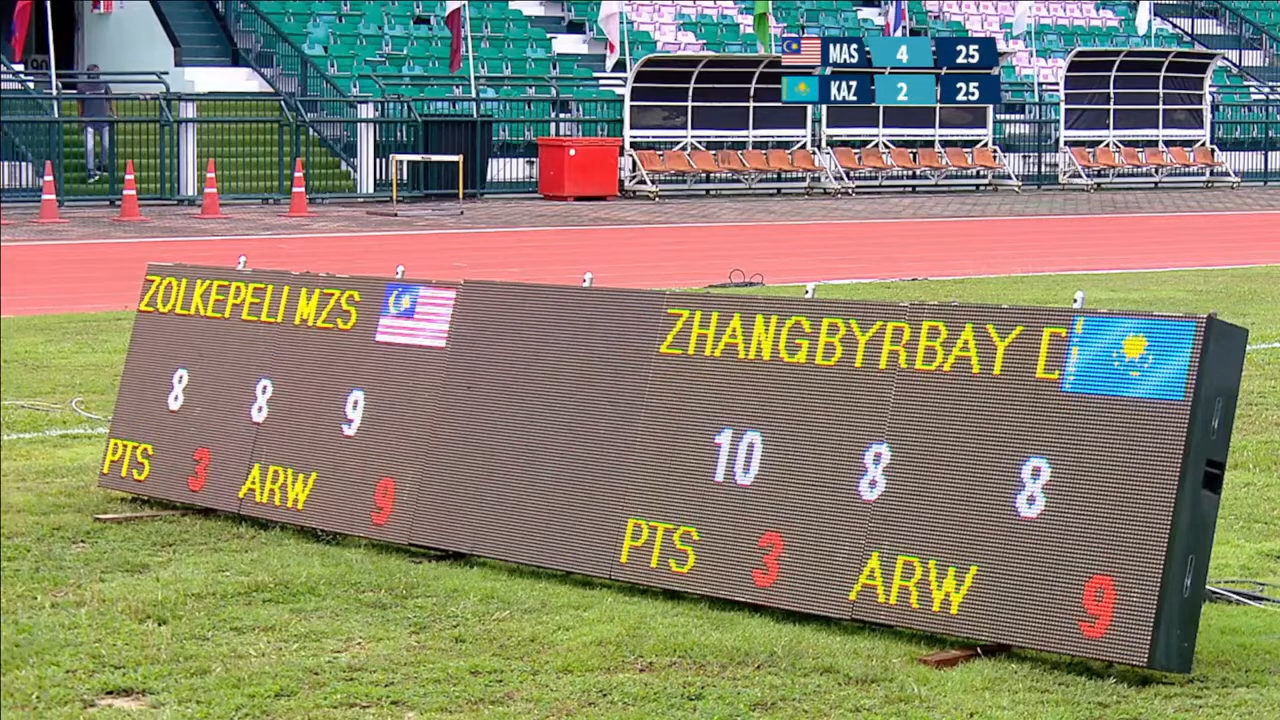 MAS 4 25
KAZ 2 25
ZOLKEPELI MZS
8 8 9
PTS 3 ARW 9
ZHANGBYRBAY
10 8 8
PTS 3 ARW 9